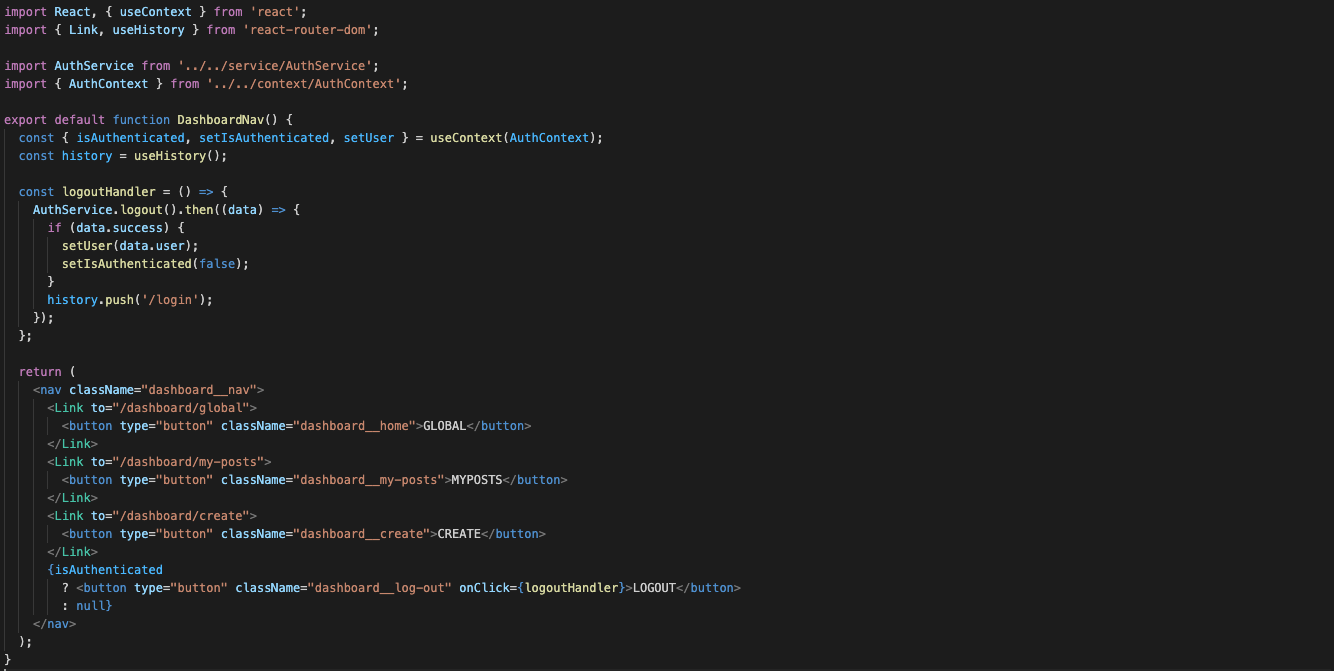 import React, { useContext } from 'react';
import { Link, useHistory } from 'react-router-dom';

import AuthService from '../../service/AuthService';
import { AuthContext } from '../../context/AuthContext';

export default function DashboardNav() {
  const { isAuthenticated, setIsAuthenticated, setUser } = useContext(AuthContext);
  const history = useHistory();

  const logoutHandler = () => {
    AuthService.logout().then((data) => {
      if (data.success) {
        setUser(data.user);
        setIsAuthenticated(false);
      }
      history.push('/login');
    });
  };

  return (
    <nav className="dashboard__nav">
      <Link to="/dashboard/global">
        <button type="button" className="dashboard__home">GLOBAL</button>
      </Link>
      <Link to="/dashboard/my-posts">
        <button type="button" className="dashboard__my-posts">MYPOSTS</button>
      </Link>
      <Link to="/dashboard/create">
        <button type="button" className="dashboard__create">CREATE</button>
      </Link>
      {isAuthenticated
        ? <button type="button" className="dashboard__log-out" onClick={logoutHandler}>LOGOUT</button>
        : null}
    </nav>
  );
}